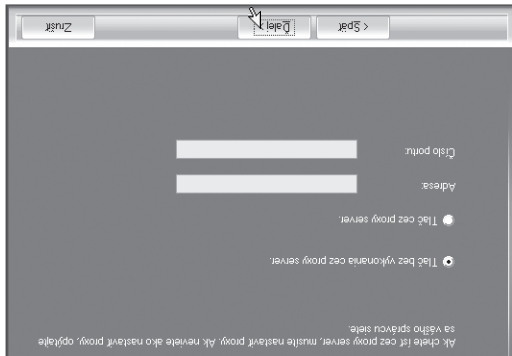 Ak chcete ísť cez proxy server, musíte nastaviť proxy. Ak neviete ako nastaviť proxy, opýtajte
sa vášho správcu siete.
Tlač bez vykonania cez proxy server.
Tlač cez proxy server.
Adresa:
Číslo portu:
< Späť
Ďalej >
Zrušiť